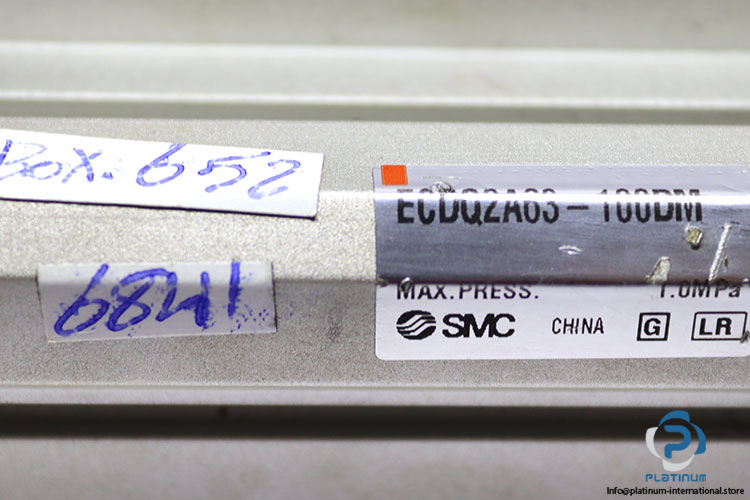 BOX. 652
6841
ECDQ2A63-100DM
MAX. PRESS. 1.0MPa
SMC CHINA G LR
PLATINUM
Info@platinum-international.store